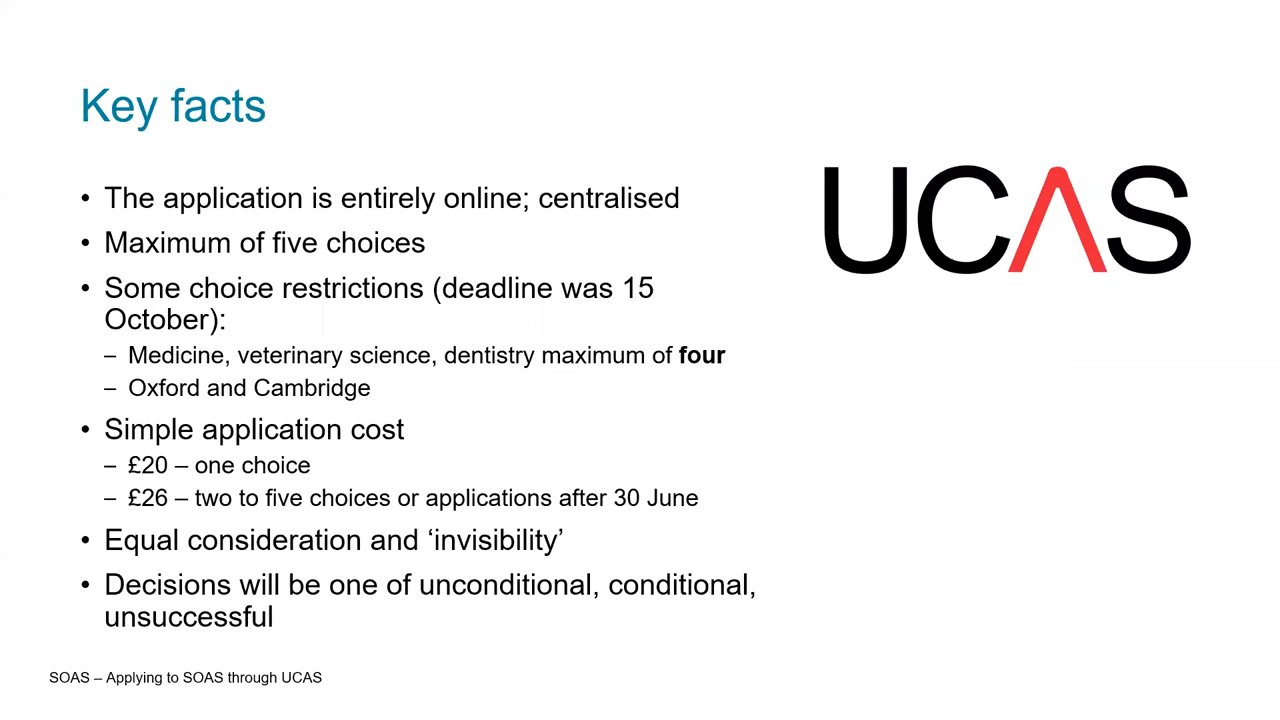 Key facts
UCAS
• The application is entirely online; centralised
• Maximum of five choices
• Some choice restrictions (deadline was 15
October):
– Medicine, veterinary science, dentistry maximum of four
– Oxford and Cambridge
• Simple application cost
– £20 – one choice
– £26 – two to five choices or applications after 30 June
• Equal consideration and ‘invisibility’
• Decisions will be one of unconditional, conditional,
unsuccessful
SOAS – Applying to SOAS through UCAS